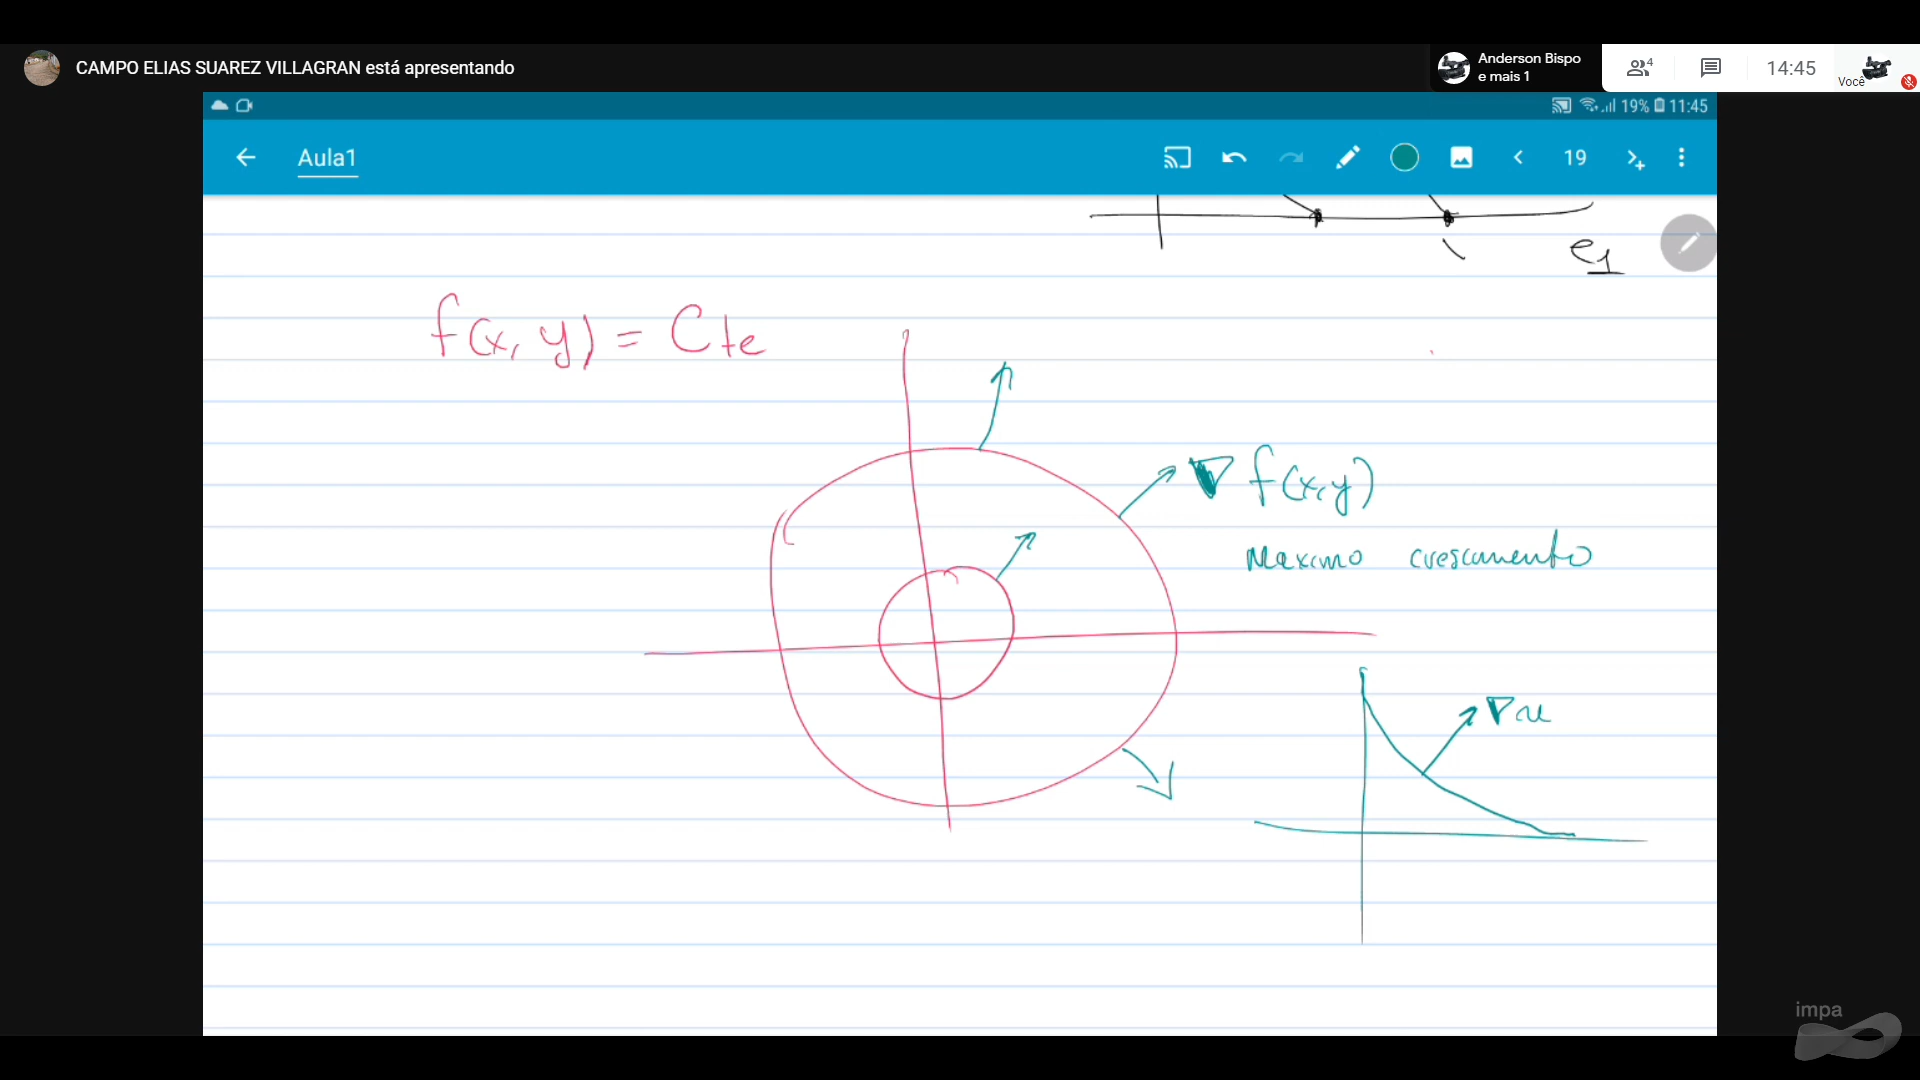 CAMPO ELIAS SUAREZ VILLAGRAN está apresentando
Anderson Bispo
e mais 1
4
14:45
Você
19% 11:45
Aula1
19
e1
f(x, y) = Cte
∇ f(x,y)
Maximo crescimento
∇u
impa